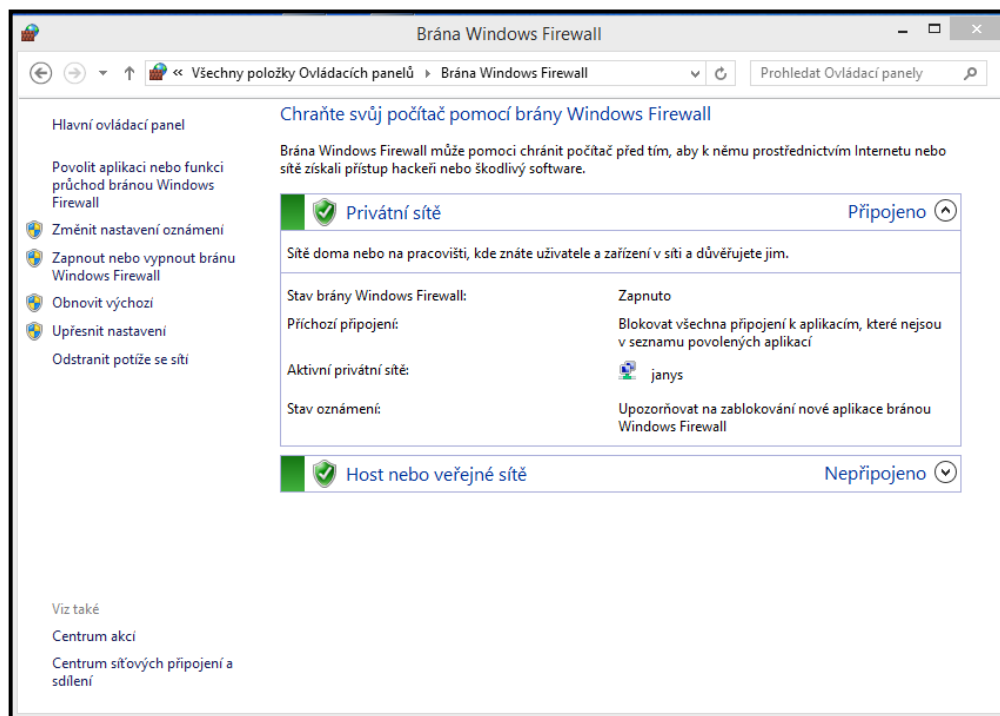 Brána Windows Firewall
« Všechny položky Ovládacích panelů Brána Windows Firewall
Prohledat Ovládací panely
Hlavní ovládací panel
Povolit aplikaci nebo funkci
průchod bránou Windows
Firewall
Změnit nastavení oznámení
Zapnout nebo vypnout bránu
Windows Firewall
Obnovit výchozí
Upřesnit nastavení
Odstranit potíže se sítí
Chraňte svůj počítač pomocí brány Windows Firewall
Brána Windows Firewall může pomoci chránit počítač před tím, aby k němu prostřednictvím Internetu nebo
sítě získali přístup hackeři nebo škodlivý software.
Privátní sítě Připojeno
Sítě doma nebo na pracovišti, kde znáte uživatele a zařízení v síti a důvěřujete jim.
Stav brány Windows Firewall: Zapnuto
Příchozí připojení: Blokovat všechna připojení k aplikacím, které nejsou
v seznamu povolených aplikací
Aktivní privátní sítě: janys
Stav oznámení: Upozorňovat na zablokování nové aplikace bránou
Windows Firewall
Host nebo veřejné sítě Nepřipojeno
Viz také
Centrum akcí
Centrum síťových připojení a
sdílení